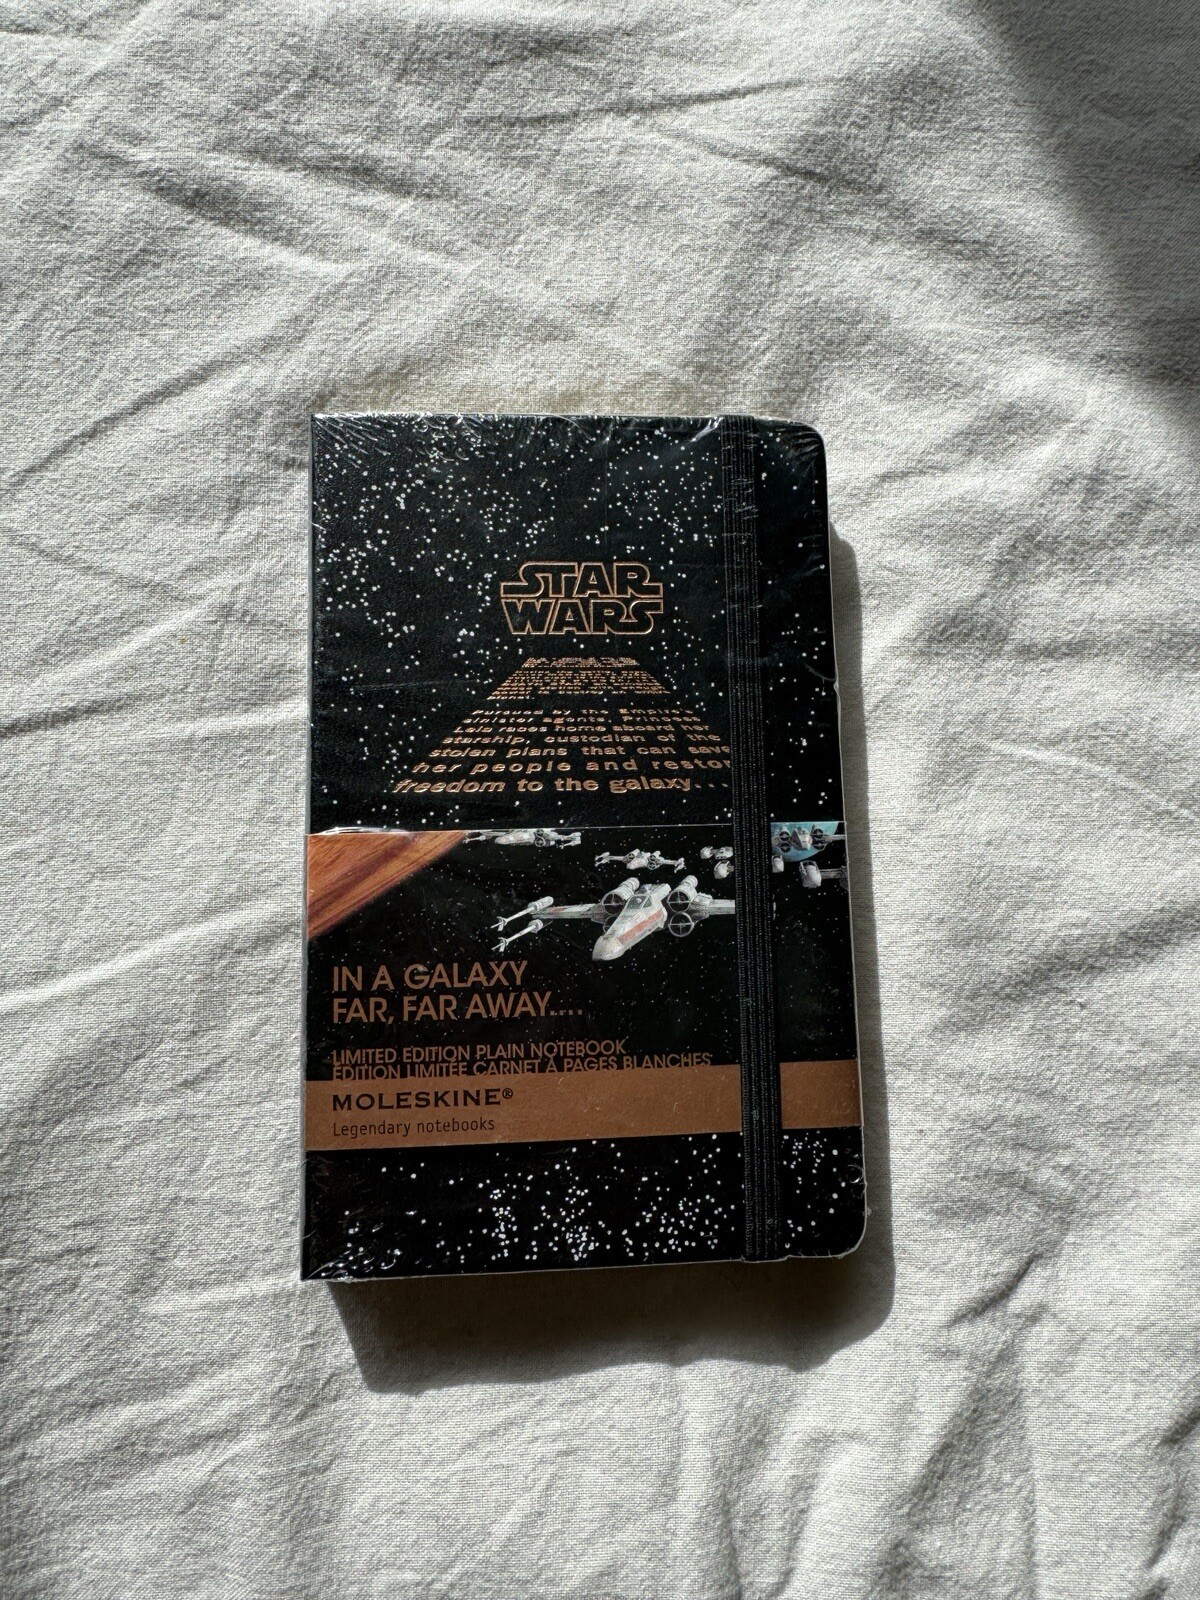 STAR
WARS
Pursued by the Empire's
sinister agents, Princess
Leia races home aboard her
starship, custodian of the
stolen plans that can save
her people and restor
freedom to the galaxy. . .
IN A GALAXY
FAR, FAR AWAY....
LIMITED EDITION PLAIN NOTEBOOK
ÉDITION LIMITÉE CARNET À PAGES BLANCHES
MOLESKINE®
Legendary notebooks